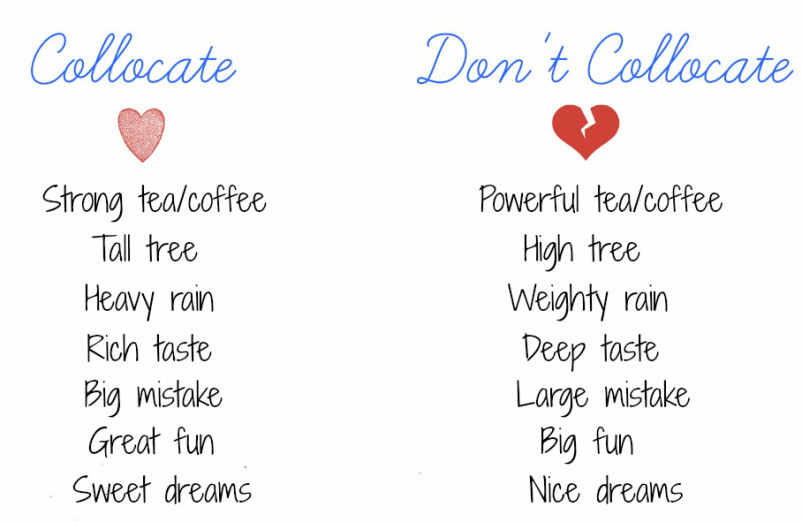 Collocate
Strong tea/coffee
Tall tree
Heavy rain
Rich taste
Big mistake
Great fun
Sweet dreams
Don't Collocate
Powerful tea/coffee
High tree
Weighty rain
Deep taste
Large mistake
Big fun
Nice dreams